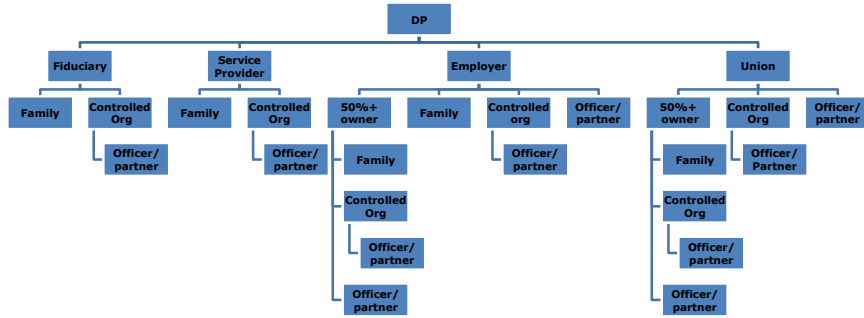 DP
Fiduciary
Service
Provider
Employer
Union
Family
Controlled
Org
Family
Controlled
Org
50%+
owner
Family
Controlled
org
Officer/
partner
50%+
owner
Controlled
Org
Officer/
partner
Officer/
partner
Officer/
partner
Family
Officer/
partner
Family
Officer/
Partner
Controlled
Org
Controlled
Org
Officer/
partner
Officer/
partner
Officer/
partner
Officer/
partner